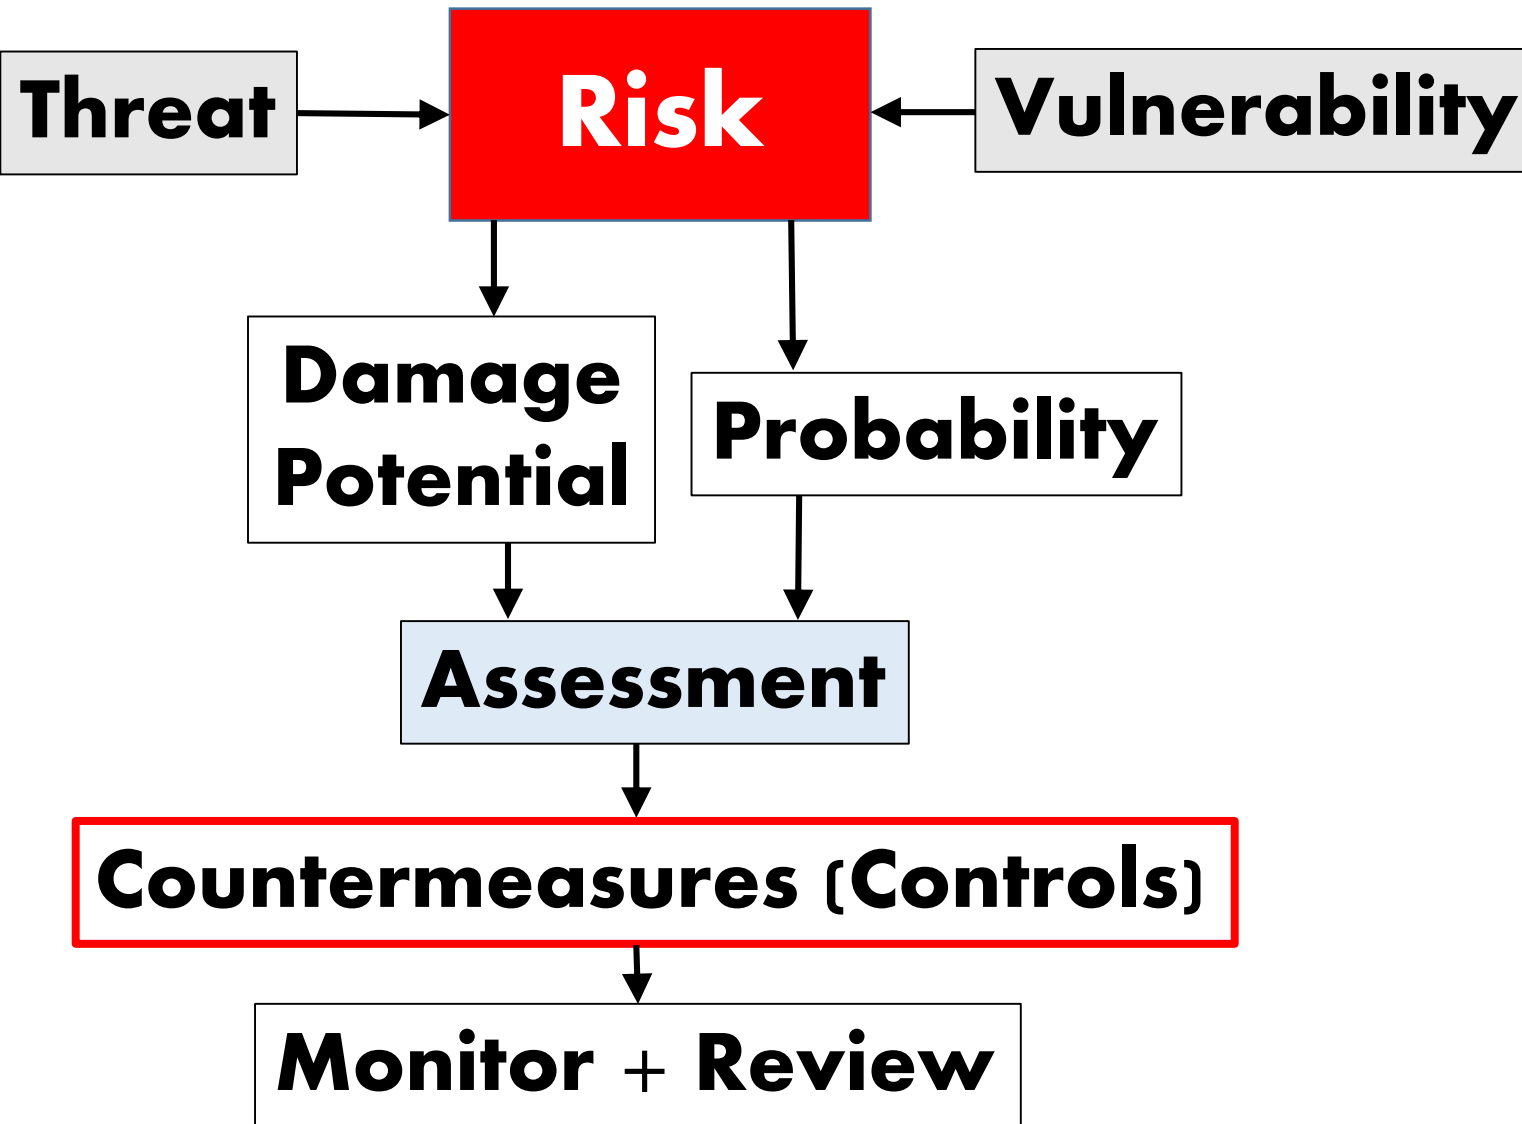 Threat
Risk
Vulnerability
Damage
Potential
Probability
Assessment
Countermeasures (Controls)
Monitor + Review